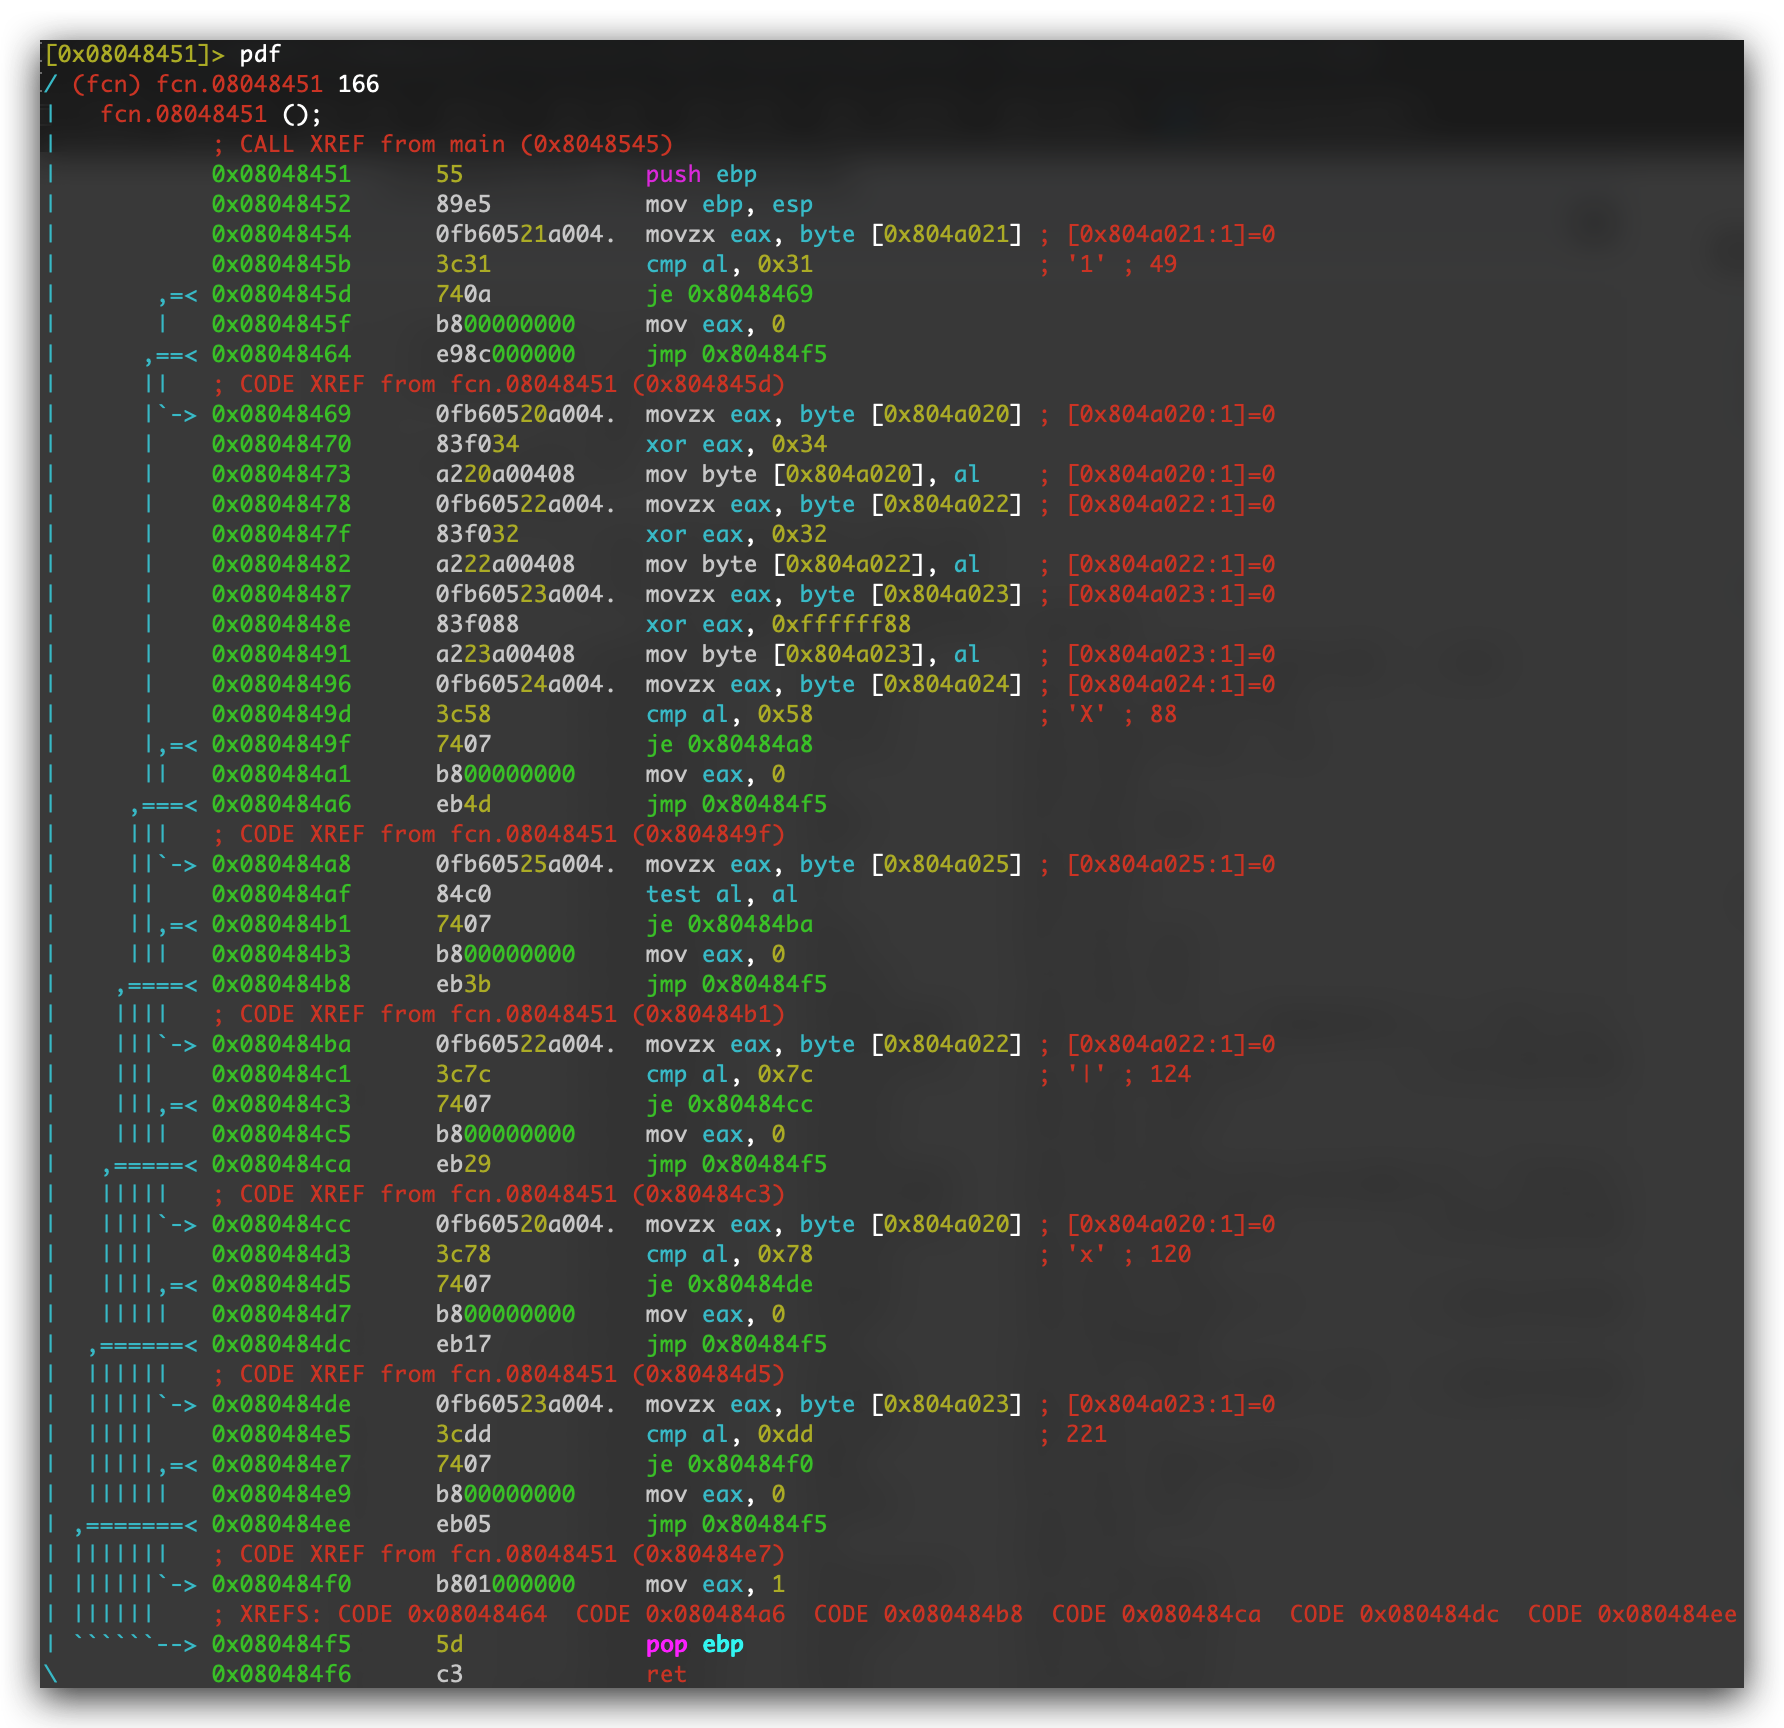 [0x08048451]> pdf
/ (fcn) fcn.08048451 166
|   fcn.08048451 ();
|           ; CALL XREF from main (0x8048545)
|           0x08048451      55             push ebp
|           0x08048452      89e5           mov ebp, esp
|           0x08048454      0fb60521a004.  movzx eax, byte [0x804a021] ; [0x804a021:1]=0
|           0x0804845b      3c31           cmp al, 0x31                ; '1' ; 49
|       ,=< 0x0804845d      740a           je 0x8048469
|       |   0x0804845f      b800000000     mov eax, 0
|      ,==< 0x08048464      e98c000000     jmp 0x80484f5
|      ||   ; CODE XREF from fcn.08048451 (0x804845d)
|      |`-> 0x08048469      0fb60520a004.  movzx eax, byte [0x804a020] ; [0x804a020:1]=0
|      |    0x08048470      83f034         xor eax, 0x34
|      |    0x08048473      a220a00408     mov byte [0x804a020], al    ; [0x804a020:1]=0
|      |    0x08048478      0fb60522a004.  movzx eax, byte [0x804a022] ; [0x804a022:1]=0
|      |    0x0804847f      83f032         xor eax, 0x32
|      |    0x08048482      a222a00408     mov byte [0x804a022], al    ; [0x804a022:1]=0
|      |    0x08048487      0fb60523a004.  movzx eax, byte [0x804a023] ; [0x804a023:1]=0
|      |    0x0804848e      83f088         xor eax, 0xffffff88
|      |    0x08048491      a223a00408     mov byte [0x804a023], al    ; [0x804a023:1]=0
|      |    0x08048496      0fb60524a004.  movzx eax, byte [0x804a024] ; [0x804a024:1]=0
|      |    0x0804849d      3c58           cmp al, 0x58                ; 'X' ; 88
|      |,=< 0x0804849f      7407           je 0x80484a8
|      ||   0x080484a1      b800000000     mov eax, 0
|     ,===< 0x080484a6      eb4d           jmp 0x80484f5
|     |||   ; CODE XREF from fcn.08048451 (0x804849f)
|     ||`-> 0x080484a8      0fb60525a004.  movzx eax, byte [0x804a025] ; [0x804a025:1]=0
|     ||    0x080484af      84c0           test al, al
|     ||,=< 0x080484b1      7407           je 0x80484ba
|     |||   0x080484b3      b800000000     mov eax, 0
|    ,====< 0x080484b8      eb3b           jmp 0x80484f5
|    ||||   ; CODE XREF from fcn.08048451 (0x80484b1)
|    |||`-> 0x080484ba      0fb60522a004.  movzx eax, byte [0x804a022] ; [0x804a022:1]=0
|    |||    0x080484c1      3c7c           cmp al, 0x7c                ; '|' ; 124
|    |||,=< 0x080484c3      7407           je 0x80484cc
|    ||||   0x080484c5      b800000000     mov eax, 0
|   ,=====< 0x080484ca      eb29           jmp 0x80484f5
|   |||||   ; CODE XREF from fcn.08048451 (0x80484c3)
|   ||||`-> 0x080484cc      0fb60520a004.  movzx eax, byte [0x804a020] ; [0x804a020:1]=0
|   ||||    0x080484d3      3c78           cmp al, 0x78                ; 'x' ; 120
|   ||||,=< 0x080484d5      7407           je 0x80484de
|   |||||   0x080484d7      b800000000     mov eax, 0
|  ,======< 0x080484dc      eb17           jmp 0x80484f5
|  ||||||   ; CODE XREF from fcn.08048451 (0x80484d5)
|  |||||`-> 0x080484de      0fb60523a004.  movzx eax, byte [0x804a023] ; [0x804a023:1]=0
|  |||||    0x080484e5      3cdd           cmp al, 0xdd                ; 221
|  |||||,=< 0x080484e7      7407           je 0x80484f0
|  ||||||   0x080484e9      b800000000     mov eax, 0
| ,=======< 0x080484ee      eb05           jmp 0x80484f5
| |||||||   ; CODE XREF from fcn.08048451 (0x80484e7)
| ||||||`-> 0x080484f0      b801000000     mov eax, 1
| ||||||    ; XREFS: CODE 0x08048464  CODE 0x080484a6  CODE 0x080484b8  CODE 0x080484ca  CODE 0x080484dc  CODE 0x080484ee
| ``````--> 0x080484f5      5d             pop ebp
\           0x080484f6      c3             ret